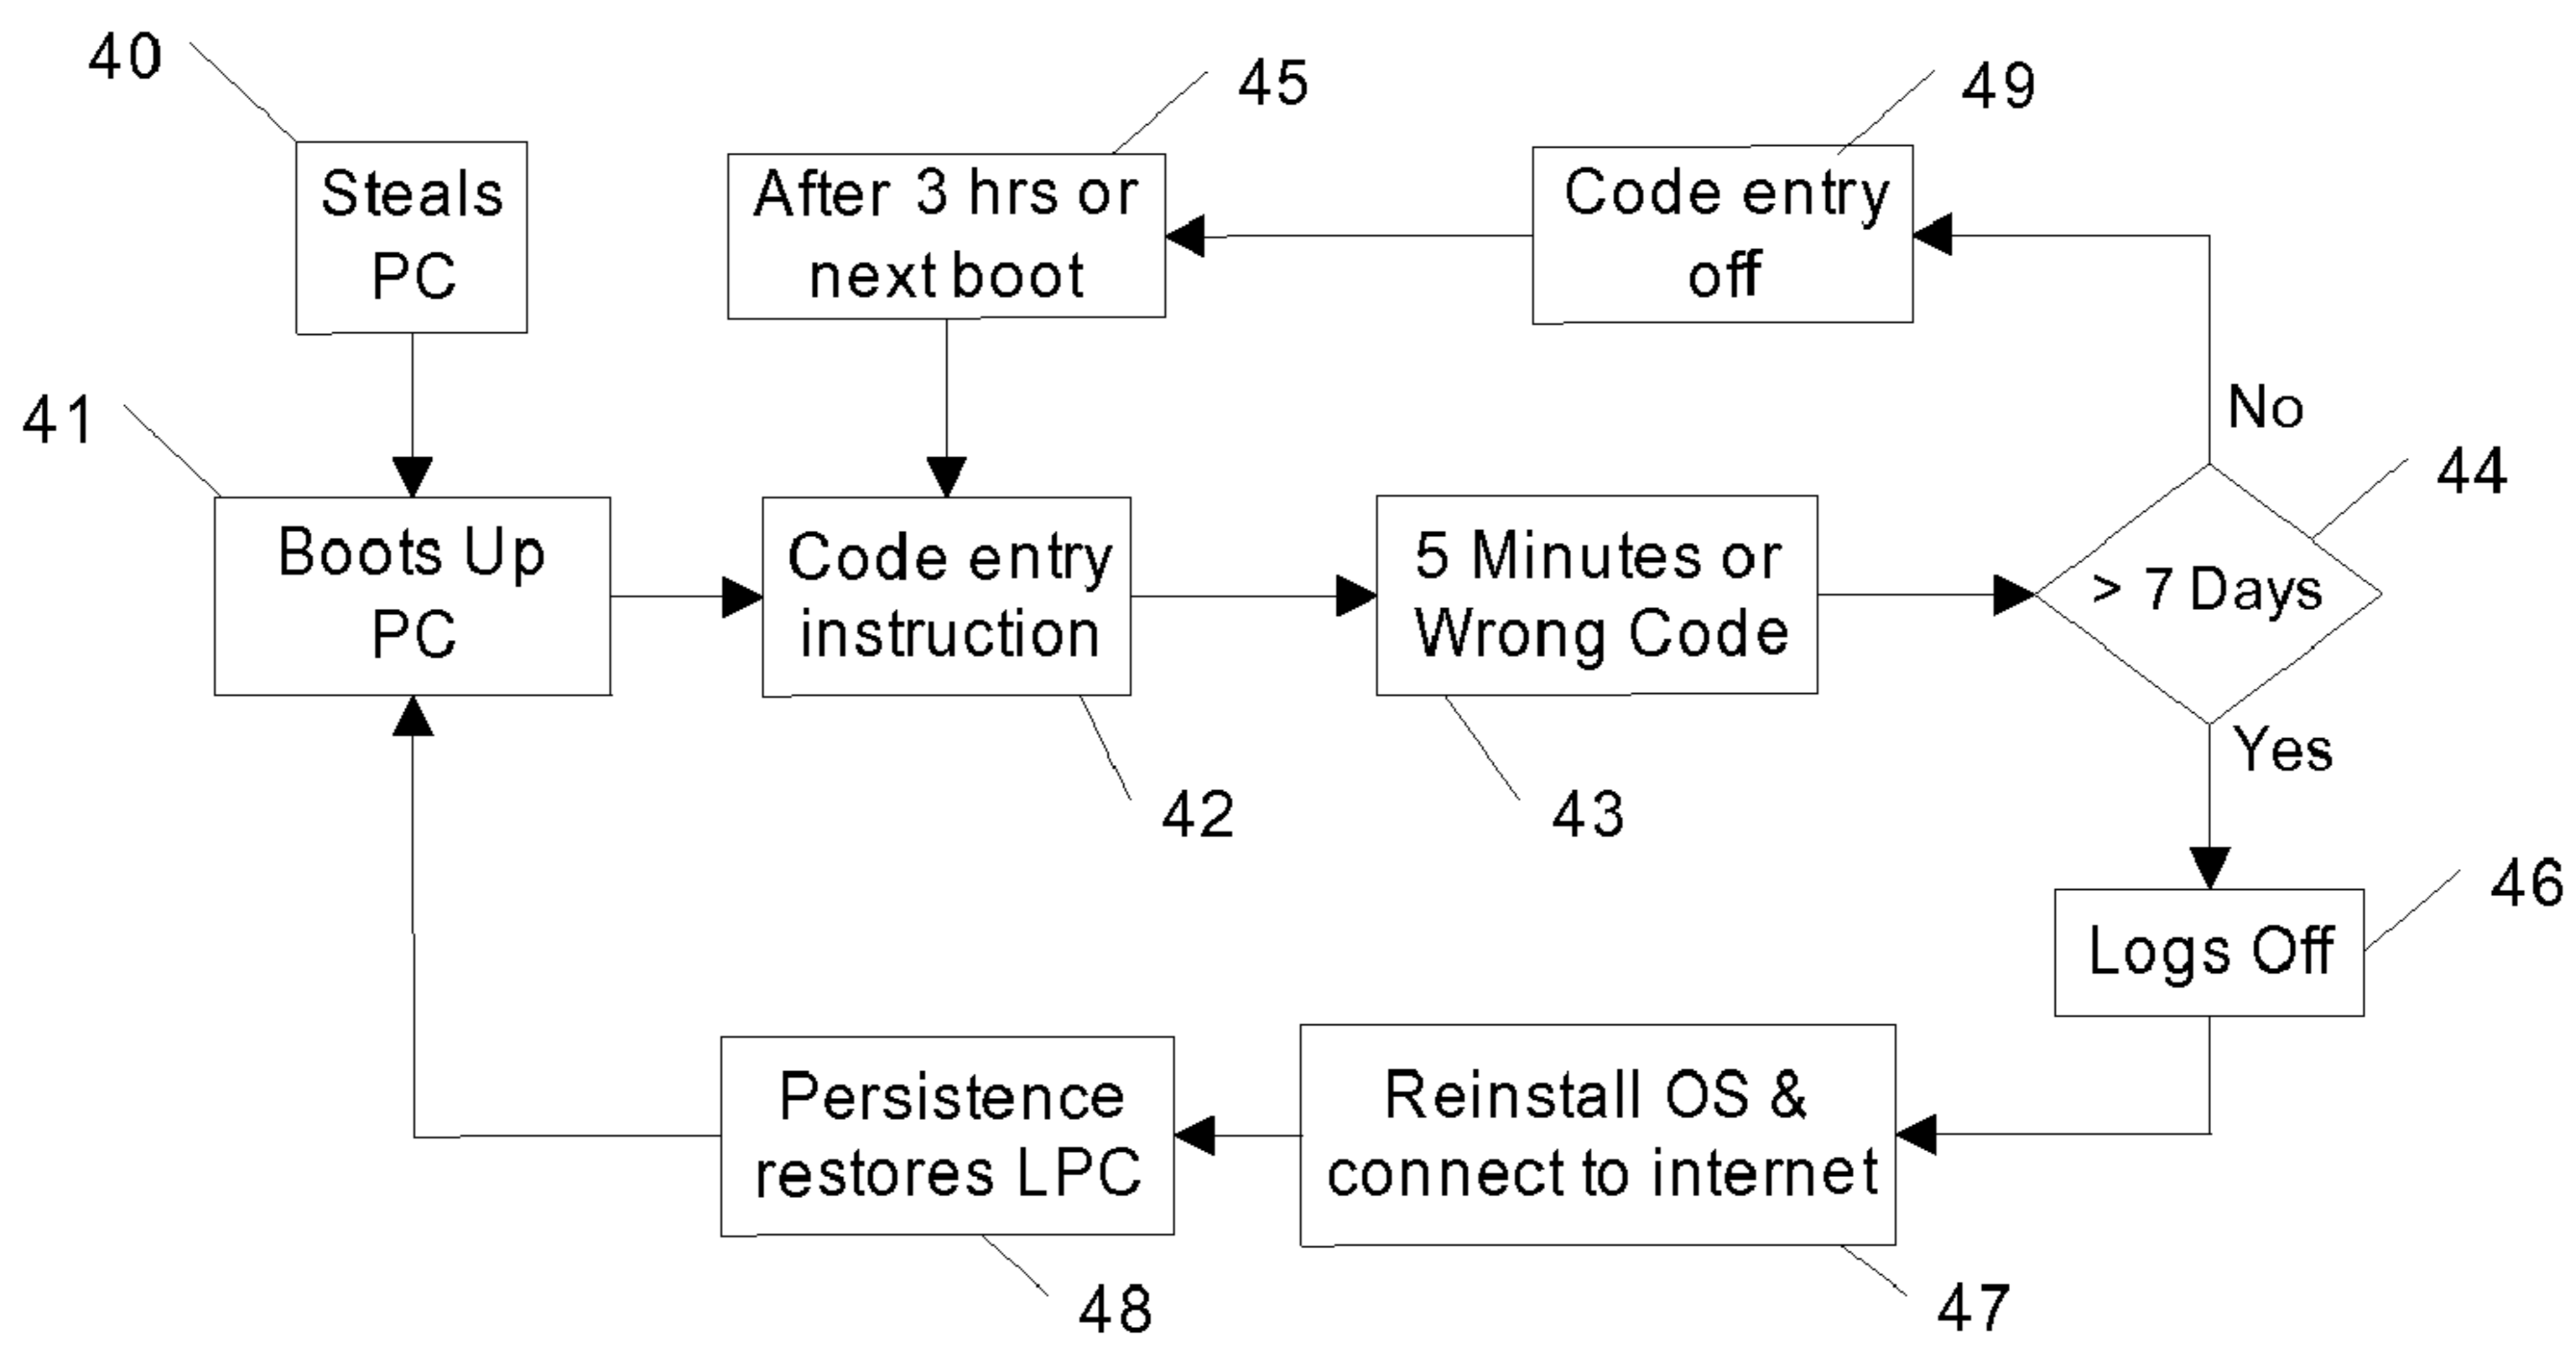 40
Steals
PC
45
After 3 hrs or
next boot
49
Code entry
off
41
Boots Up
PC
Code entry
instruction
42
5 Minutes or
Wrong Code
43
No
44
> 7 Days
Yes
46
Logs Off
Persistence
restores LPC
48
Reinstall OS &
connect to internet
47